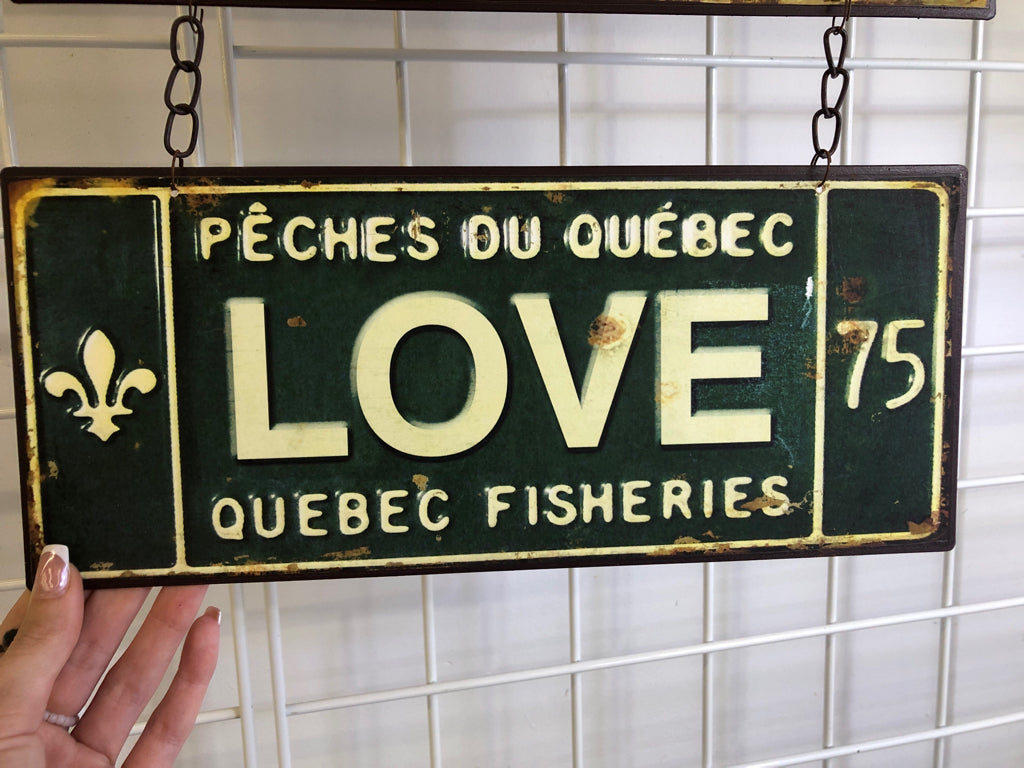 PÊCHES DU QUÉBEC
LOVE
75
QUEBEC FISHERIES